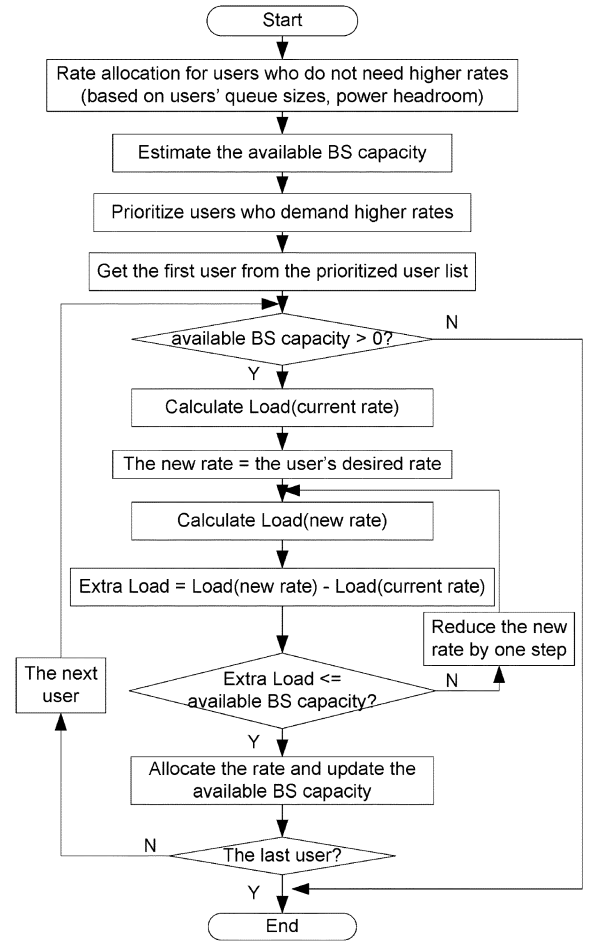 Start
Rate allocation for users who do not need higher rates
(based on users' queue sizes, power headroom)
Estimate the available BS capacity
Prioritize users who demand higher rates
Get the first user from the prioritized user list
available BS capacity > 0?
N
Y
Calculate Load(current rate)
The new rate = the user's desired rate
Calculate Load(new rate)
Extra Load = Load(new rate) - Load(current rate)
Reduce the new
rate by one step
Extra Load <=
available BS capacity?
N
The next
user
Y
Allocate the rate and update the
available BS capacity
The last user?
N
Y
End